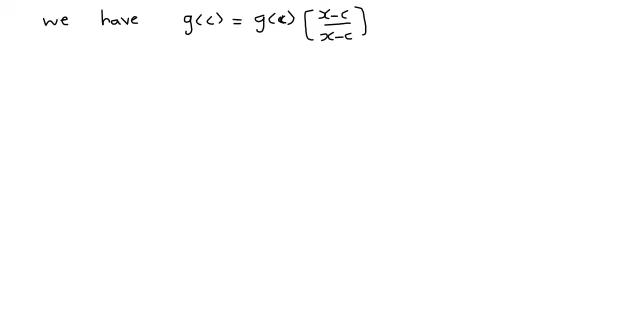 we have g(c) = g(c) [ x-c / x-c ]